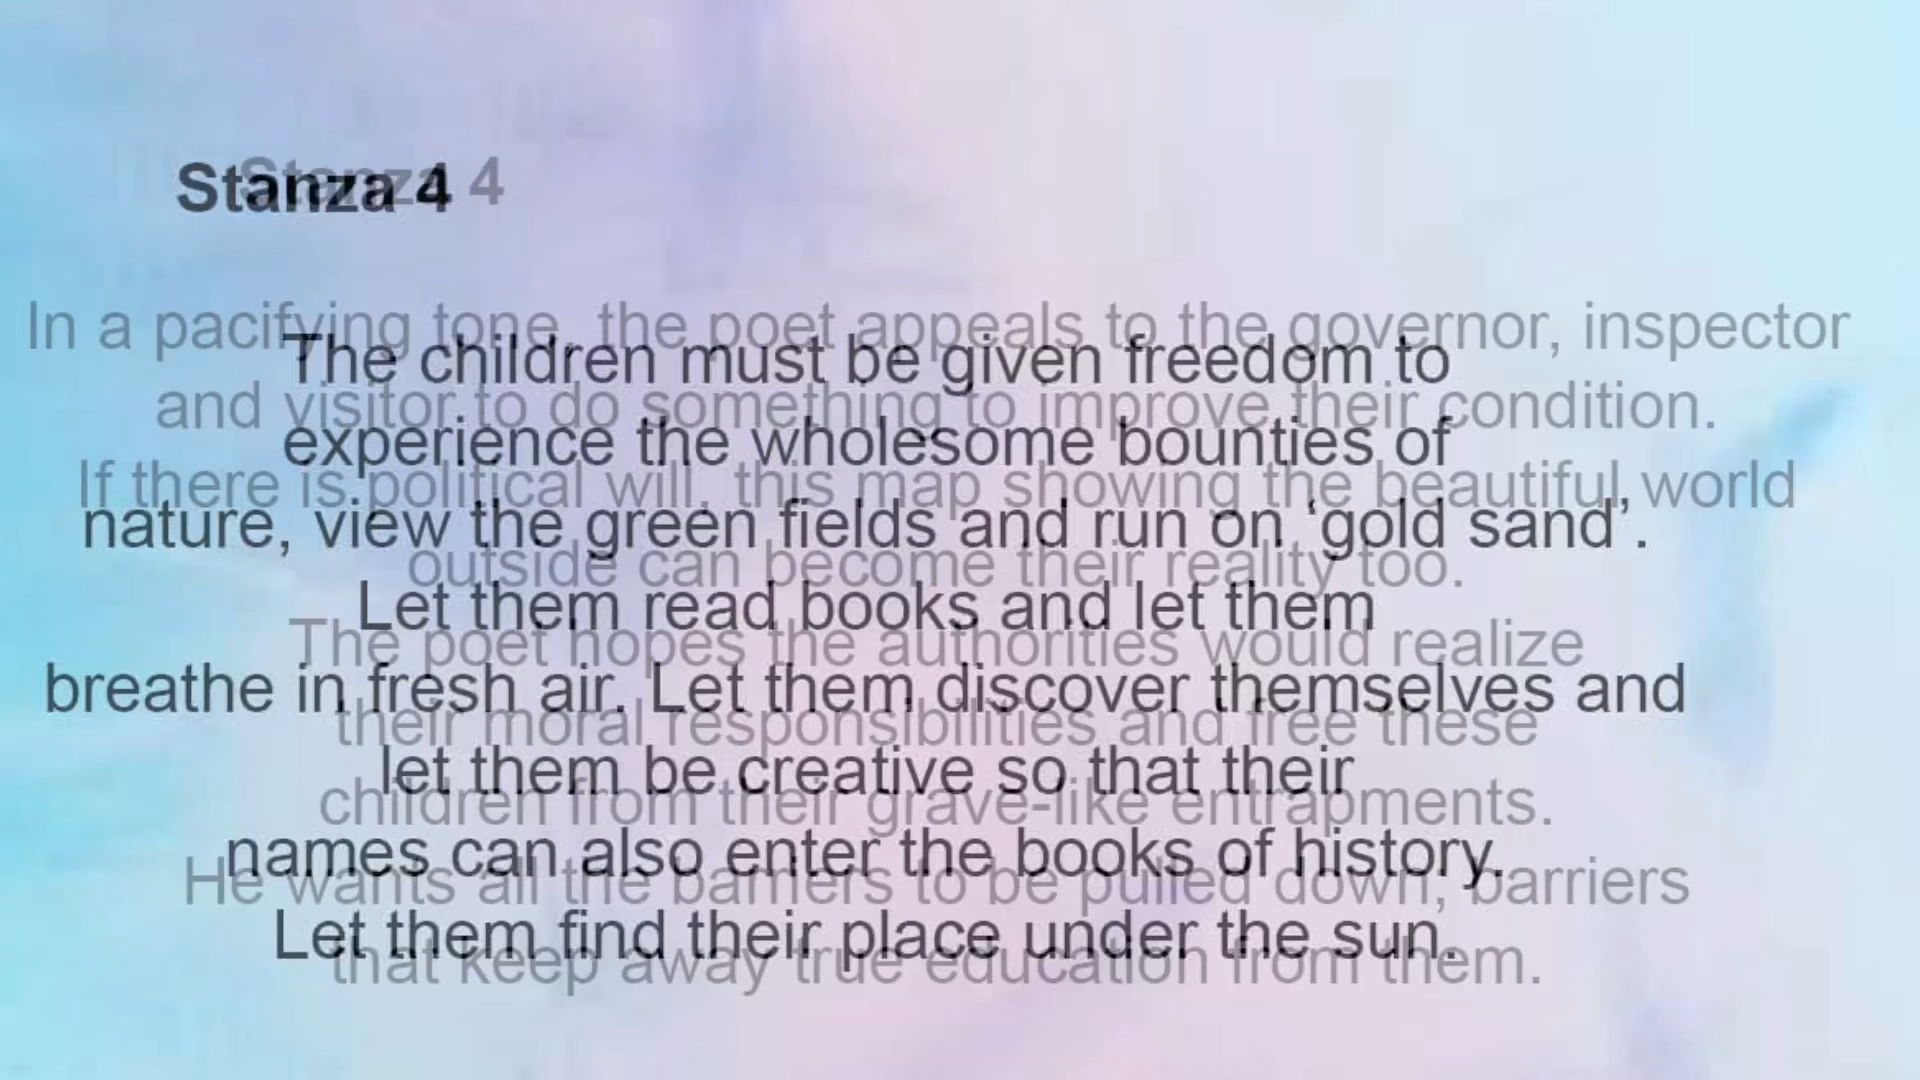 Stanza 4
The children must be given freedom to
experience the wholesome bounties of
nature, view the green fields and run on ‘gold sand’.
Let them read books and let them
breathe in fresh air. Let them discover themselves and
let them be creative so that their
names can also enter the books of history.
Let them find their place under the sun.
Stanza 4
In a pacifying tone, the poet appeals to the governor, inspector
and visitor to do something to improve their condition.
If there is political will, this map showing the beautiful world
outside can become their reality too.
The poet hopes the authorities would realize
their moral responsibilities and free these
children from their grave-like entrapments.
He wants all the barriers to be pulled down, barriers
that keep away true education from them.